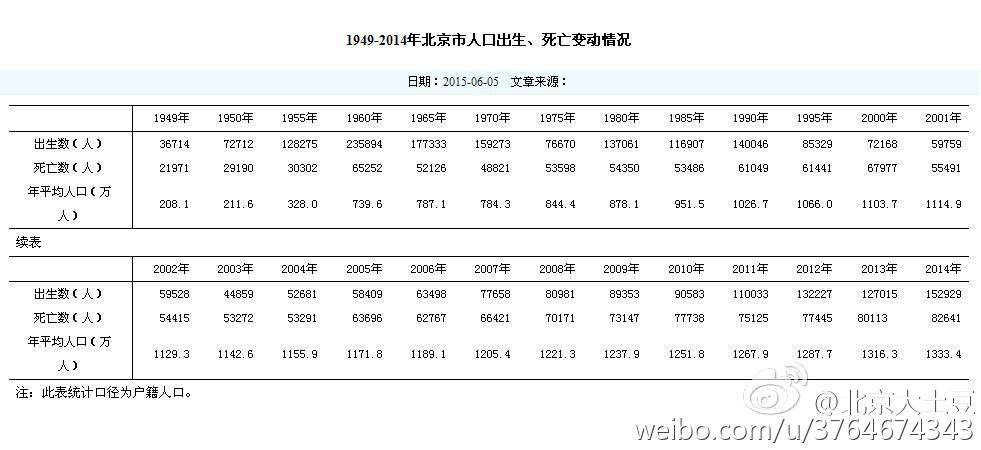 1949-2014年北京市人口出生、死亡变动情况
日期：2015-06-05 文章来源：
1949年 1950年 1955年 1960年 1965年 1970年 1975年 1980年 1985年 1990年 1995年 2000年 2001年
出生数（人） 36714 72712 128275 235894 177333 159273 76670 137061 116907 140046 85329 72168 59759
死亡数（人） 21971 29190 30302 65252 52126 48821 53598 54350 53486 61049 61441 67977 55491
年平均人口（万
人） 208.1 211.6 328.0 739.6 787.1 784.3 844.4 878.1 951.5 1026.7 1066.0 1103.7 1114.9
续表
2002年 2003年 2004年 2005年 2006年 2007年 2008年 2009年 2010年 2011年 2012年 2013年 2014年
出生数（人） 59528 44859 52681 58409 63498 77658 80981 89353 90583 110033 132227 127015 152929
死亡数（人） 54415 53272 53291 63696 62767 66421 70171 73147 77738 75125 77445 80113 82641
年平均人口（万
人） 1129.3 1142.6 1155.9 1171.8 1189.1 1205.4 1221.3 1237.9 1251.8 1267.9 1287.7 1316.3 1333.4
注：此表统计口径为户籍人口。
@北京大土豆
weibo.com/u/3764674343